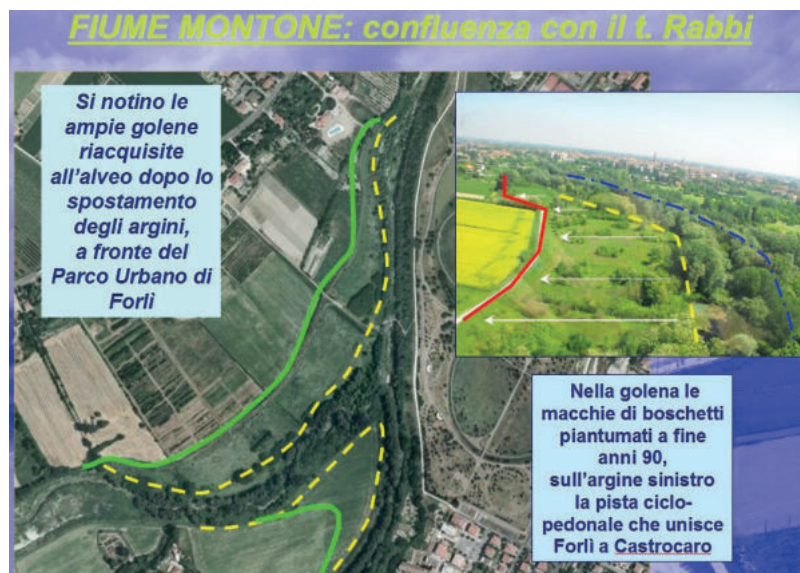 FIUME MONTONE: confluenza con il t. Rabbi
Si notino le
ampie golene
riacquisite
all'alveo dopo lo
spostamento
degli argini,
a fronte del
Parco Urbano di
Forlì
Nella golena le
macchie di boschetti
piantumati a fine
anni 90,
sull'argine sinistro
la pista ciclo-
pedonale che unisce
Forlì a Castrocaro